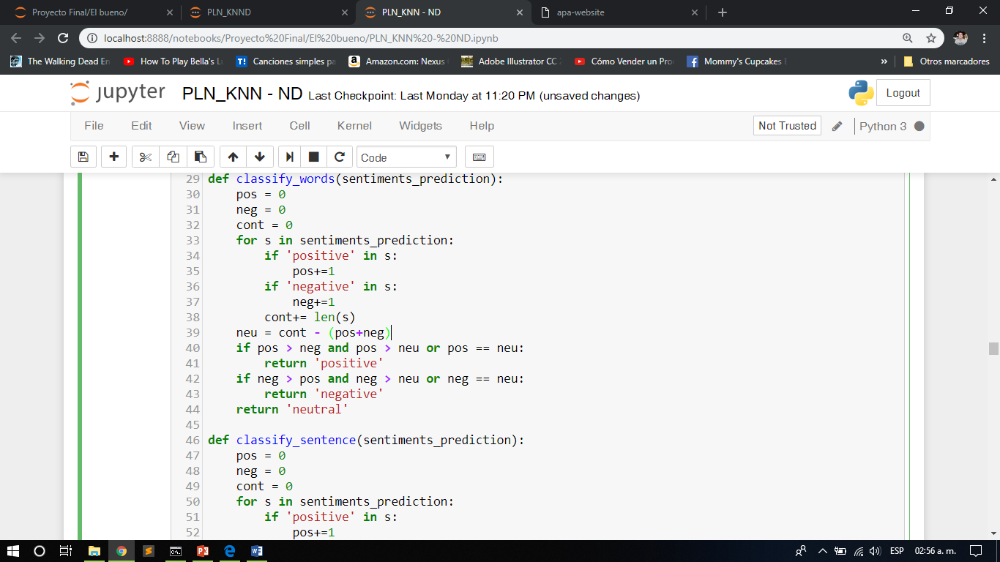 Proyecto Final/El bueno/
PLN_KNND
PLN_KNN - ND
apa-website
localhost:8888/notebooks/Proyecto%20Final/El%20bueno/PLN_KNN%20-%20ND.ipynb
The Walking Dead En
How To Play Bella's Lu
T!
Canciones simples pa
a
Amazon.com: Nexus
Adobe Illustrator CC 2
Cómo Vender un Pro
Mommy's Cupcakes
»
Otros marcadores
jupyter
PLN_KNN - ND
Last Checkpoint: Last Monday at 11:20 PM (unsaved changes)
Logout
File
Edit
View
Insert
Cell
Kernel
Widgets
Help
Not Trusted
Python 3
Code
29 def classify_words(sentiments_prediction):
30     pos = 0
31     neg = 0
32     cont = 0
33     for s in sentiments_prediction:
34         if 'positive' in s:
35             pos+=1
36         if 'negative' in s:
37             neg+=1
38         cont+= len(s)
39     neu = cont - (pos+neg)
40     if pos > neg and pos > neu or pos == neu:
41         return 'positive'
42     if neg > pos and neg > neu or neg == neu:
43         return 'negative'
44     return 'neutral'
45
46 def classify_sentence(sentiments_prediction):
47     pos = 0
48     neg = 0
49     cont = 0
50     for s in sentiments_prediction:
51         if 'positive' in s:
52             pos+=1
ESP
02:56 a. m.